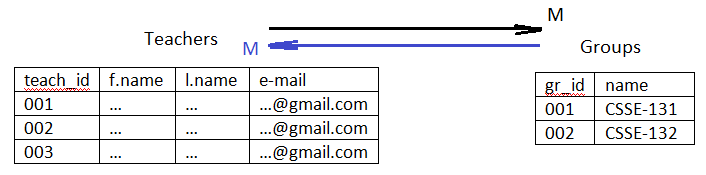 M
Teachers M Groups
teach_id f.name l.name e-mail
001 ... ... ...@gmail.com
002 ... ... ...@gmail.com
003 ... ... ...@gmail.com
gr_id name
001 CSSE-131
002 CSSE-132